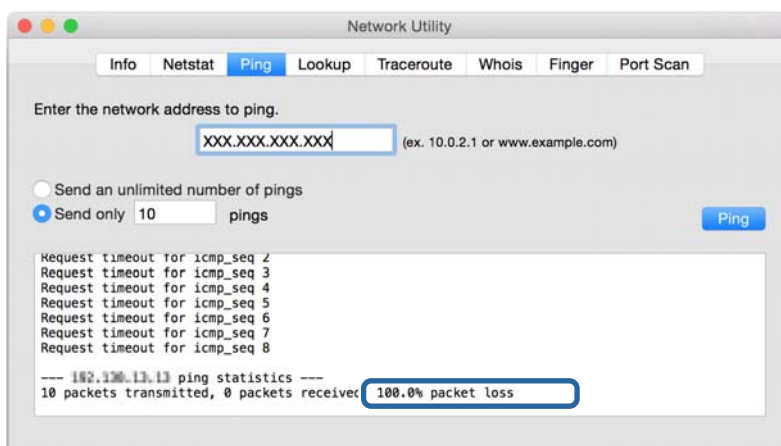 Network Utility
Info Netstat Ping Lookup Traceroute Whois Finger Port Scan
Enter the network address to ping.
XXX.XXX.XXX.XXX (ex. 10.0.2.1 or www.example.com)
Send an unlimited number of pings
Send only 10 pings
Ping
Request timeout for icmp_seq 2
Request timeout for icmp_seq 3
Request timeout for icmp_seq 4
Request timeout for icmp_seq 5
Request timeout for icmp_seq 6
Request timeout for icmp_seq 7
Request timeout for icmp_seq 8
--- ping statistics ---
10 packets transmitted, 0 packets received 100.0% packet loss